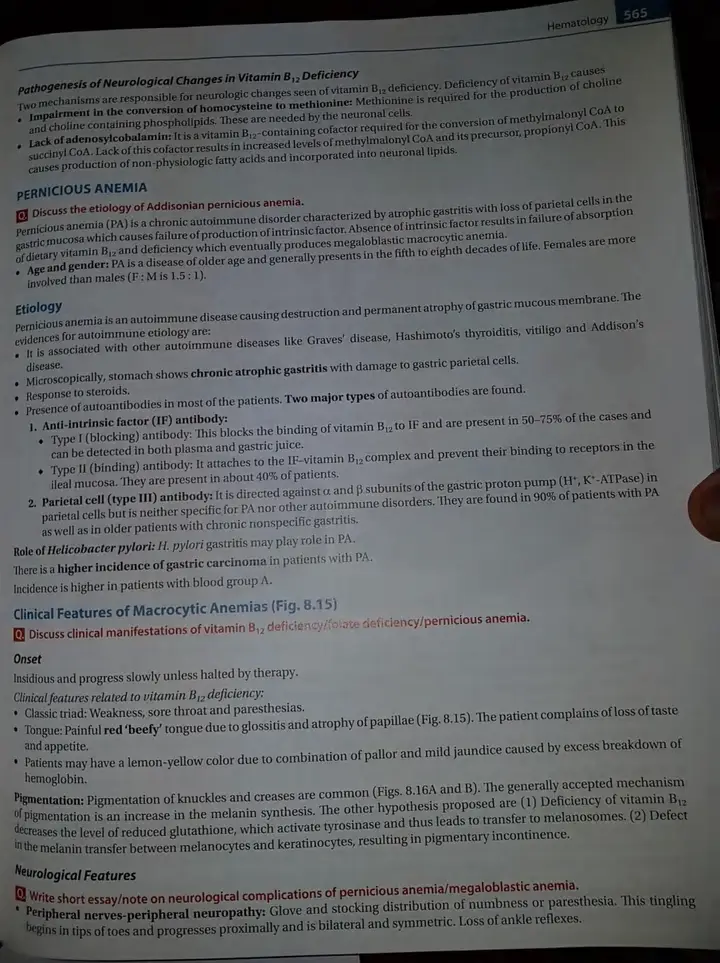 Hematology 565
Pathogenesis of Neurological Changes in Vitamin B₁₂ Deficiency
Two mechanisms are responsible for neurologic changes seen of vitamin B₁₂ deficiency. Deficiency of vitamin B₁₂ causes
• Impairment in the conversion of homocysteine to methionine: Methionine is required for the production of choline
and choline containing phospholipids. These are needed by the neuronal cells.
• Lack of adenosylcobalamin: It is a vitamin B₁₂-containing cofactor required for the conversion of methylmalonyl CoA to
succinyl CoA. Lack of this cofactor results in increased levels of methylmalonyl CoA and its precursor, propionyl CoA. This
causes production of non-physiologic fatty acids and incorporated into neuronal lipids.
PERNICIOUS ANEMIA
Q. Discuss the etiology of Addisonian pernicious anemia.
Pernicious anemia (PA) is a chronic autoimmune disorder characterized by atrophic gastritis with loss of parietal cells in the
gastric mucosa which causes failure of production of intrinsic factor. Absence of intrinsic factor results in failure of absorption
of dietary vitamin B₁₂ and deficiency which eventually produces megaloblastic macrocytic anemia.
• Age and gender: PA is a disease of older age and generally presents in the fifth to eighth decades of life. Females are more
involved than males (F : M is 1.5 : 1).
Etiology
Pernicious anemia is an autoimmune disease causing destruction and permanent atrophy of gastric mucous membrane. The
evidences for autoimmune etiology are:
• It is associated with other autoimmune diseases like Graves' disease, Hashimoto's thyroiditis, vitiligo and Addison's
disease.
• Microscopically, stomach shows chronic atrophic gastritis with damage to gastric parietal cells.
• Response to steroids.
• Presence of autoantibodies in most of the patients. Two major types of autoantibodies are found.
1. Anti-intrinsic factor (IF) antibody:
◆ Type I (blocking) antibody: This blocks the binding of vitamin B₁₂ to IF and are present in 50–75% of the cases and
can be detected in both plasma and gastric juice.
◆ Type II (binding) antibody: It attaches to the IF–vitamin B₁₂ complex and prevent their binding to receptors in the
ileal mucosa. They are present in about 40% of patients.
2. Parietal cell (type III) antibody: It is directed against α and β subunits of the gastric proton pump (H⁺, K⁺-ATPase) in
parietal cells but is neither specific for PA nor other autoimmune disorders. They are found in 90% of patients with PA
as well as in older patients with chronic nonspecific gastritis.
Role of Helicobacter pylori: H. pylori gastritis may play role in PA.
There is a higher incidence of gastric carcinoma in patients with PA.
Incidence is higher in patients with blood group A.
Clinical Features of Macrocytic Anemias (Fig. 8.15)
Q. Discuss clinical manifestations of vitamin B₁₂ deficiency/folate deficiency/pernicious anemia.
Onset
Insidious and progress slowly unless halted by therapy.
Clinical features related to vitamin B₁₂ deficiency:
• Classic triad: Weakness, sore throat and paresthesias.
• Tongue: Painful red 'beefy' tongue due to glossitis and atrophy of papillae (Fig. 8.15). The patient complains of loss of taste
and appetite.
• Patients may have a lemon-yellow color due to combination of pallor and mild jaundice caused by excess breakdown of
hemoglobin.
Pigmentation: Pigmentation of knuckles and creases are common (Figs. 8.16A and B). The generally accepted mechanism
of pigmentation is an increase in the melanin synthesis. The other hypothesis proposed are (1) Deficiency of vitamin B₁₂
decreases the level of reduced glutathione, which activate tyrosinase and thus leads to transfer to melanosomes. (2) Defect
in the melanin transfer between melanocytes and keratinocytes, resulting in pigmentary incontinence.
Neurological Features
Q. Write short essay/note on neurological complications of pernicious anemia/megaloblastic anemia.
• Peripheral nerves-peripheral neuropathy: Glove and stocking distribution of numbness or paresthesia. This tingling
begins in tips of toes and progresses proximally and is bilateral and symmetric. Loss of ankle reflexes.